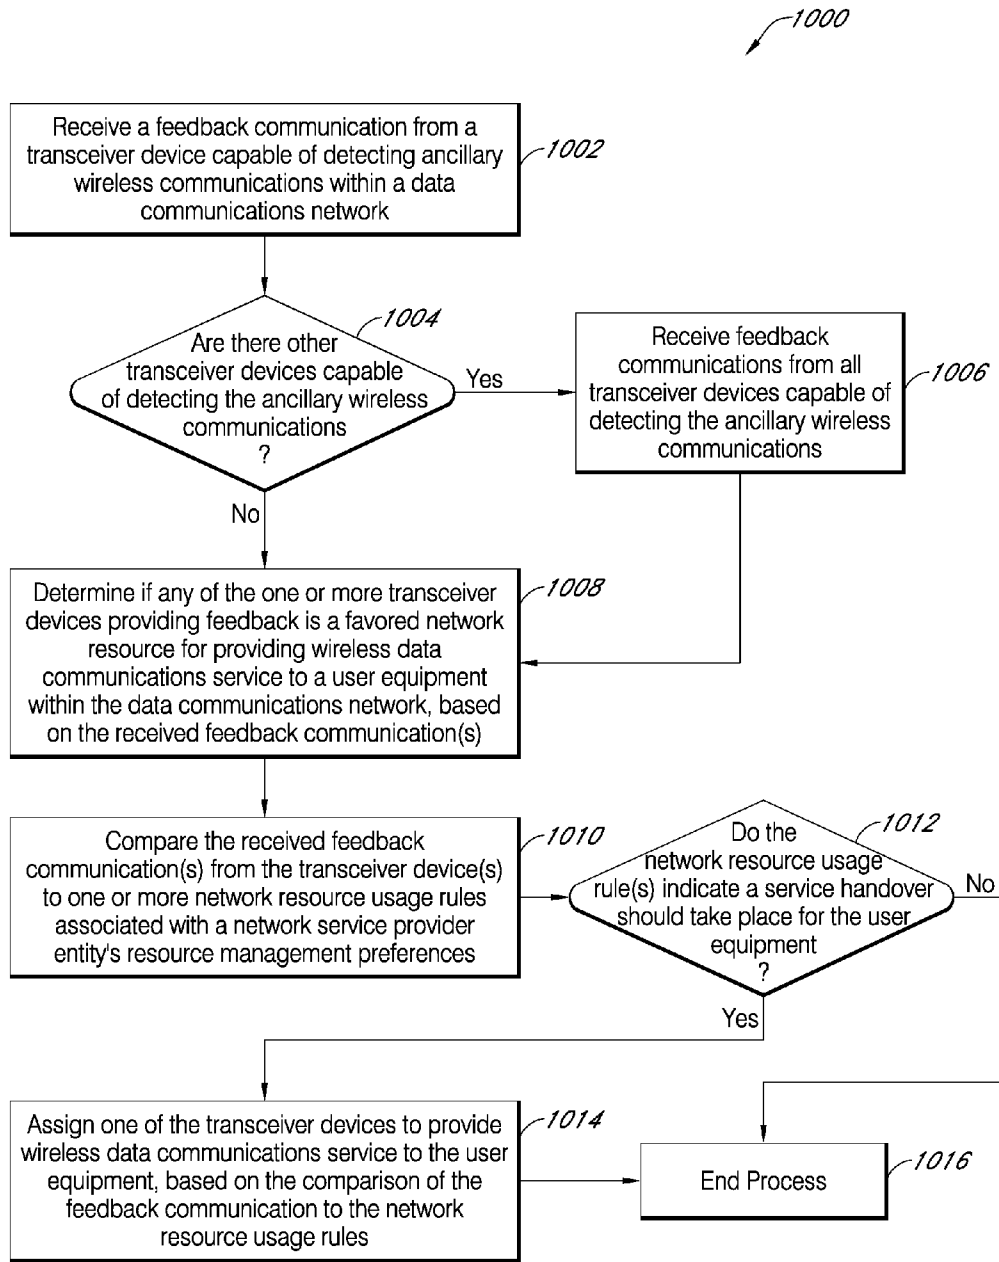 1000
Receive a feedback communication from a
transceiver device capable of detecting ancillary
wireless communications within a data
communications network
1002
1004
Are there other
transceiver devices capable
of detecting the ancillary wireless
communications
?
Yes
No
Receive feedback
communications from all
transceiver devices capable of
detecting the ancillary wireless
communications
1006
Determine if any of the one or more transceiver
devices providing feedback is a favored network
resource for providing wireless data
communications service to a user equipment
within the data communications network, based
on the received feedback communication(s)
1008
Compare the received feedback
communication(s) from the transceiver device(s)
to one or more network resource usage rules
associated with a network service provider
entity's resource management preferences
1010
1012
Do the
network resource usage
rule(s) indicate a service handover
should take place for the user
equipment
?
No
Yes
Assign one of the transceiver devices to provide
wireless data communications service to the user
equipment, based on the comparison of the
feedback communication to the network
resource usage rules
1014
End Process
1016